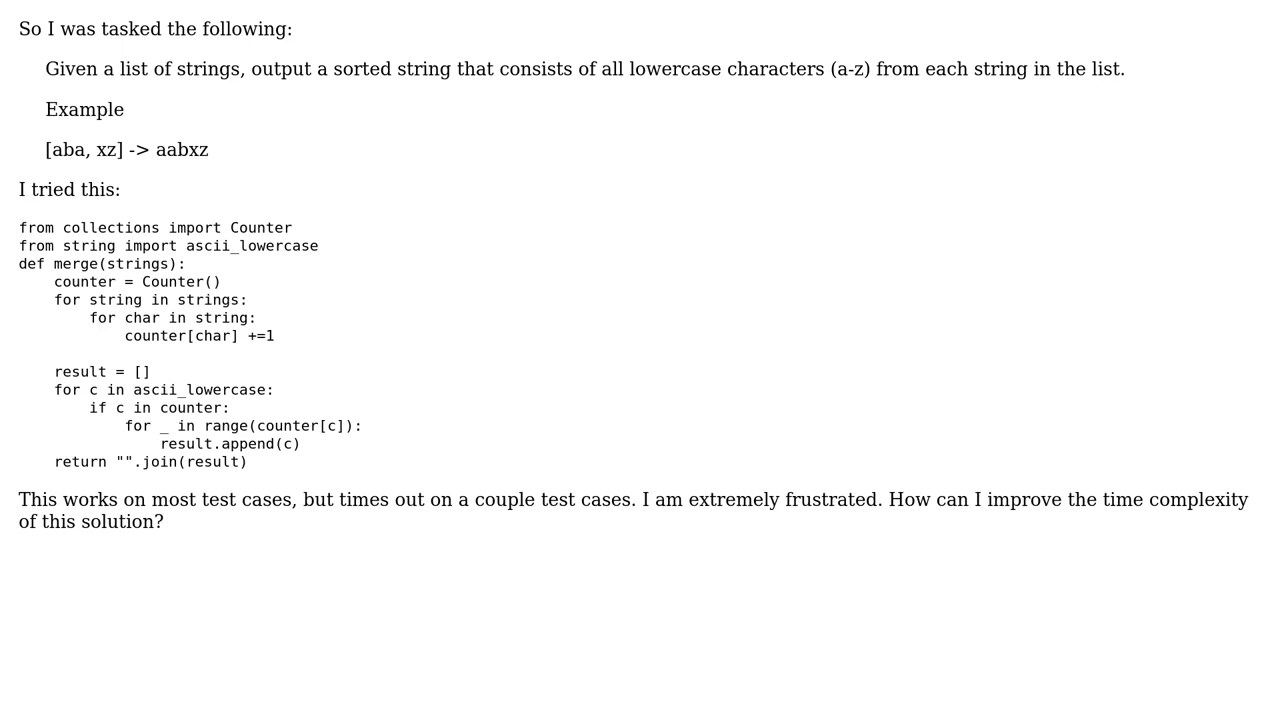 So I was tasked the following:
Given a list of strings, output a sorted string that consists of all lowercase characters (a-z) from each string in the list.
Example
[aba, xz] -> aabxz
I tried this:
from collections import Counter
from string import ascii_lowercase
def merge(strings):
    counter = Counter()
    for string in strings:
        for char in string:
            counter[char] +=1

    result = []
    for c in ascii_lowercase:
        if c in counter:
            for _ in range(counter[c]):
                result.append(c)
    return "".join(result)
This works on most test cases, but times out on a couple test cases. I am extremely frustrated. How can I improve the time complexity
of this solution?